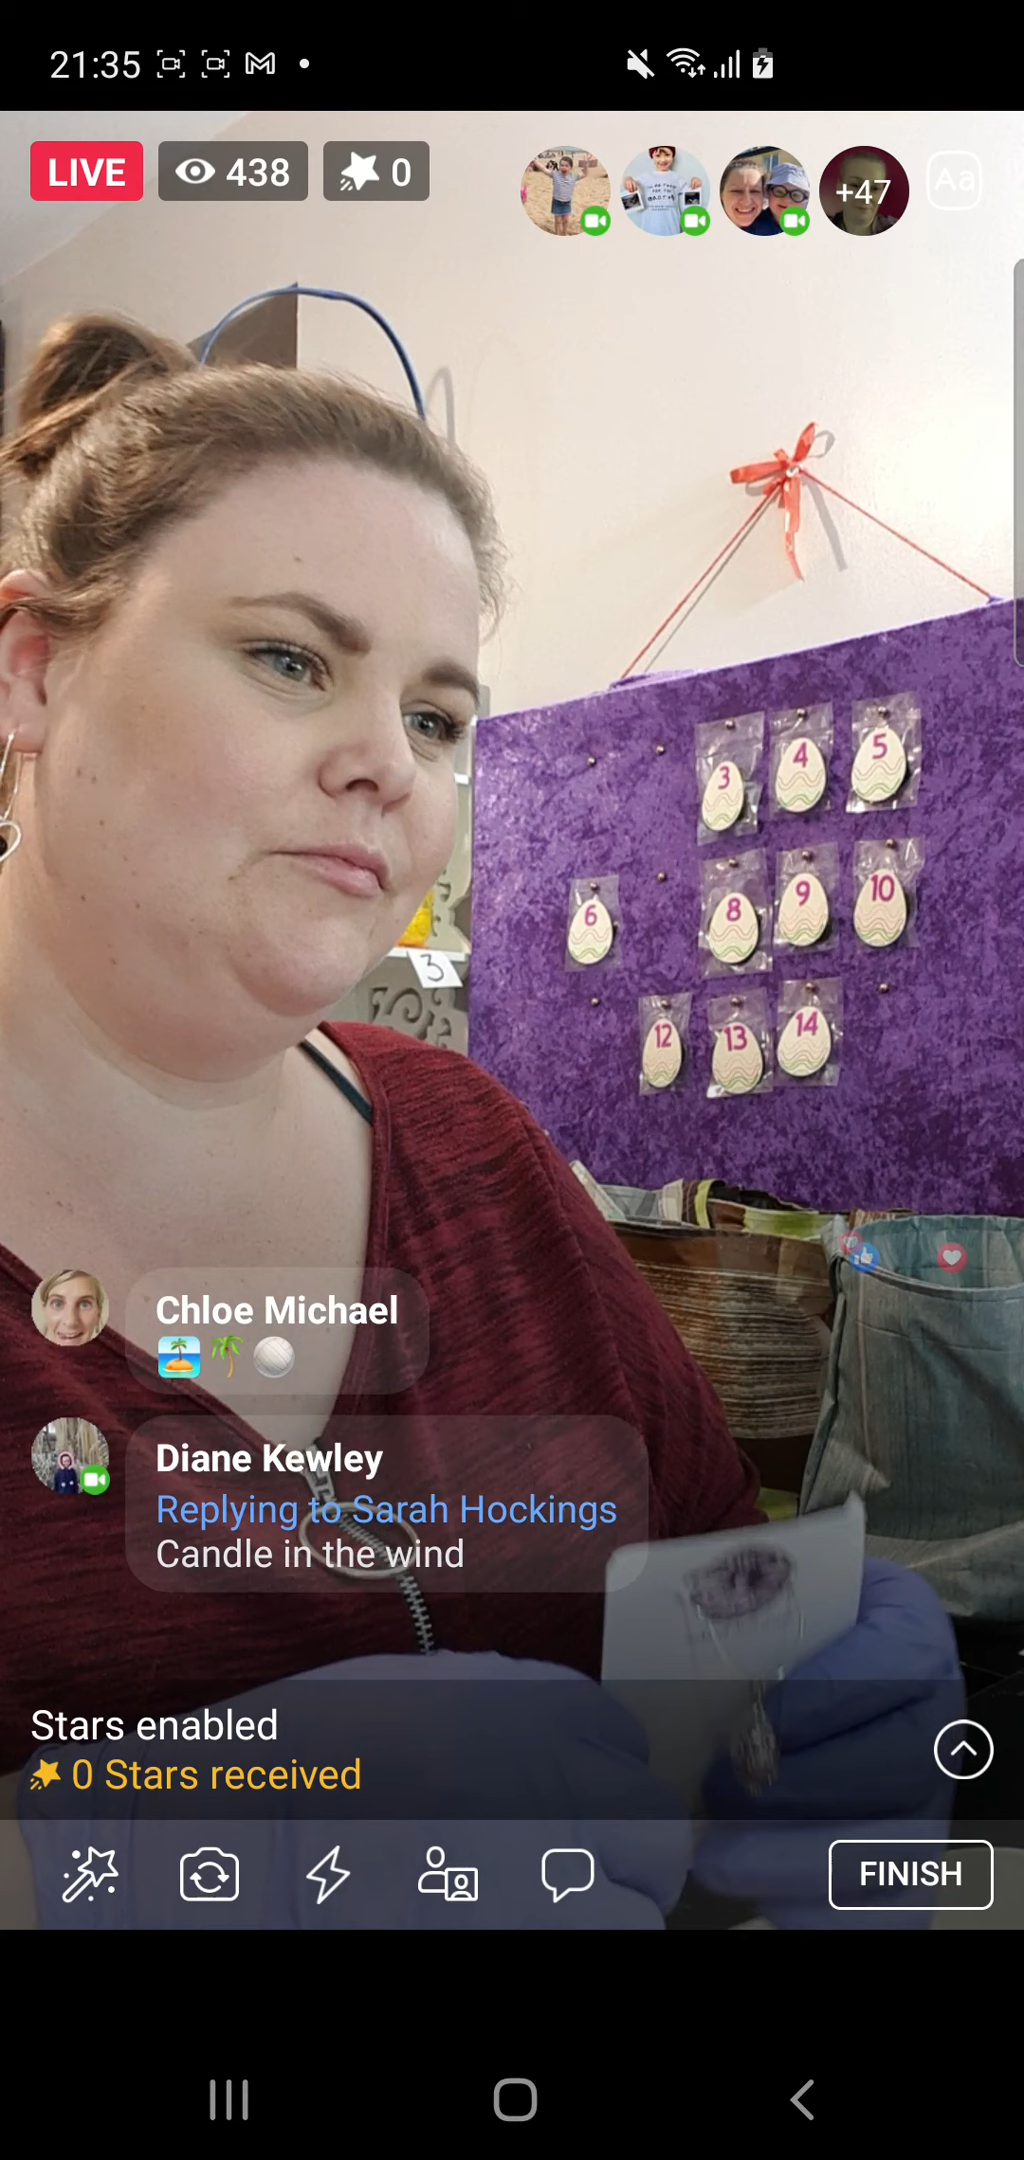 21:35
LIVE 438 0 +47 Aa
3 4 5
6 8 9 10
3
12 13 14
Chloe Michael
Diane Kewley
Replying to Sarah Hockings
Candle in the wind
Stars enabled
0 Stars received
FINISH